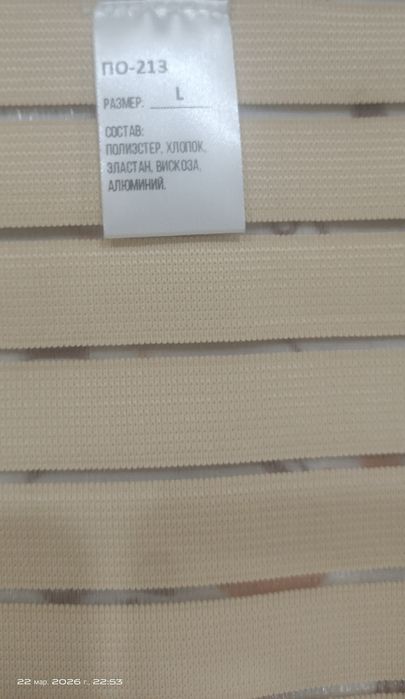 ПО-213
РАЗМЕР: L
СОСТАВ:
ПОЛИЭСТЕР, ХЛОПОК,
ЭЛАСТАН, ВИСКОЗА,
АЛЮМИНИЙ.
22 мар. 2026 г., 22:53